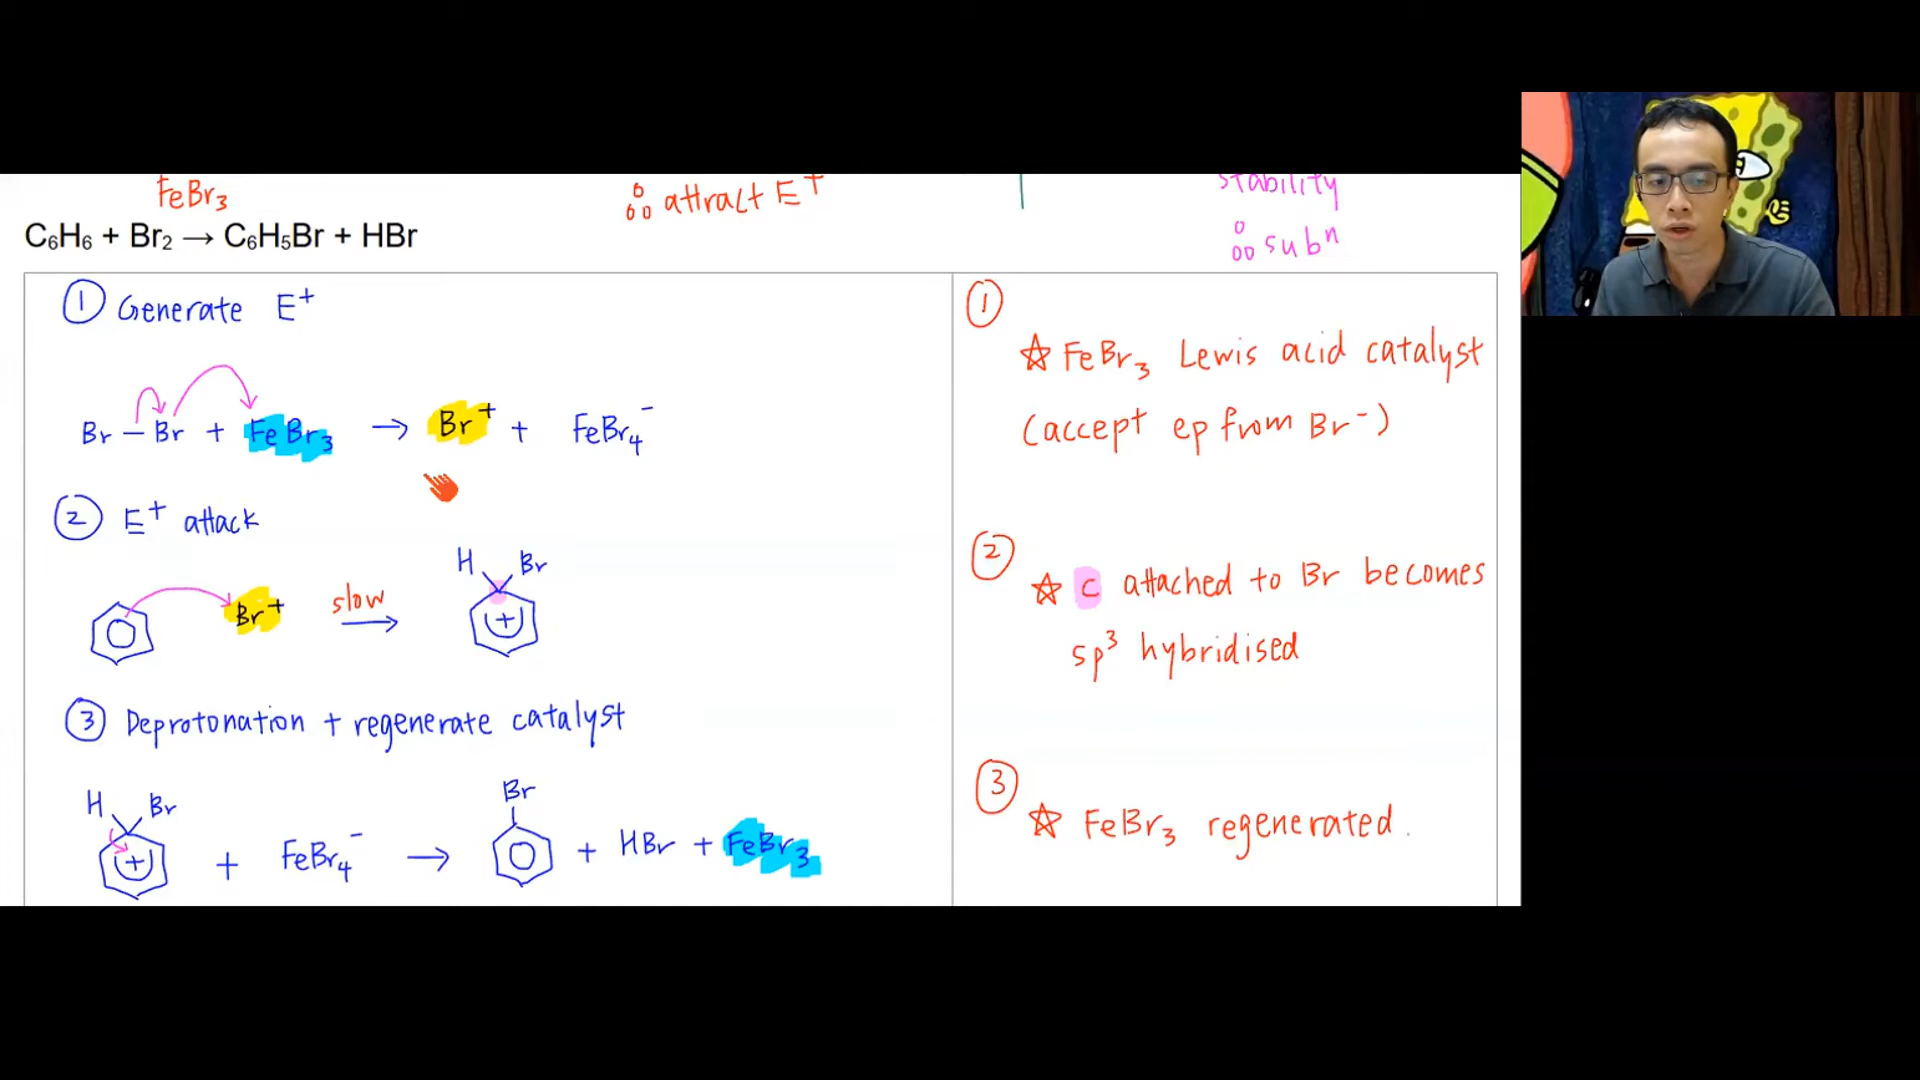 FeBr₃
∴ attract E⁺
stability
C₆H₆ + Br₂ → C₆H₅Br + HBr
∴ subⁿ
① Generate E⁺
Br – Br + FeBr₃ → Br⁺ + FeBr₄⁻
② E⁺ attack
H Br
Br⁺ slow → +
③ Deprotonation + regenerate catalyst
H Br Br
+ + FeBr₄⁻ → + HBr + FeBr₃
①
☆ FeBr₃ Lewis acid catalyst
(accept ep from Br⁻)
②
☆ C attached to Br becomes
sp³ hybridised
③
☆ FeBr₃ regenerated.